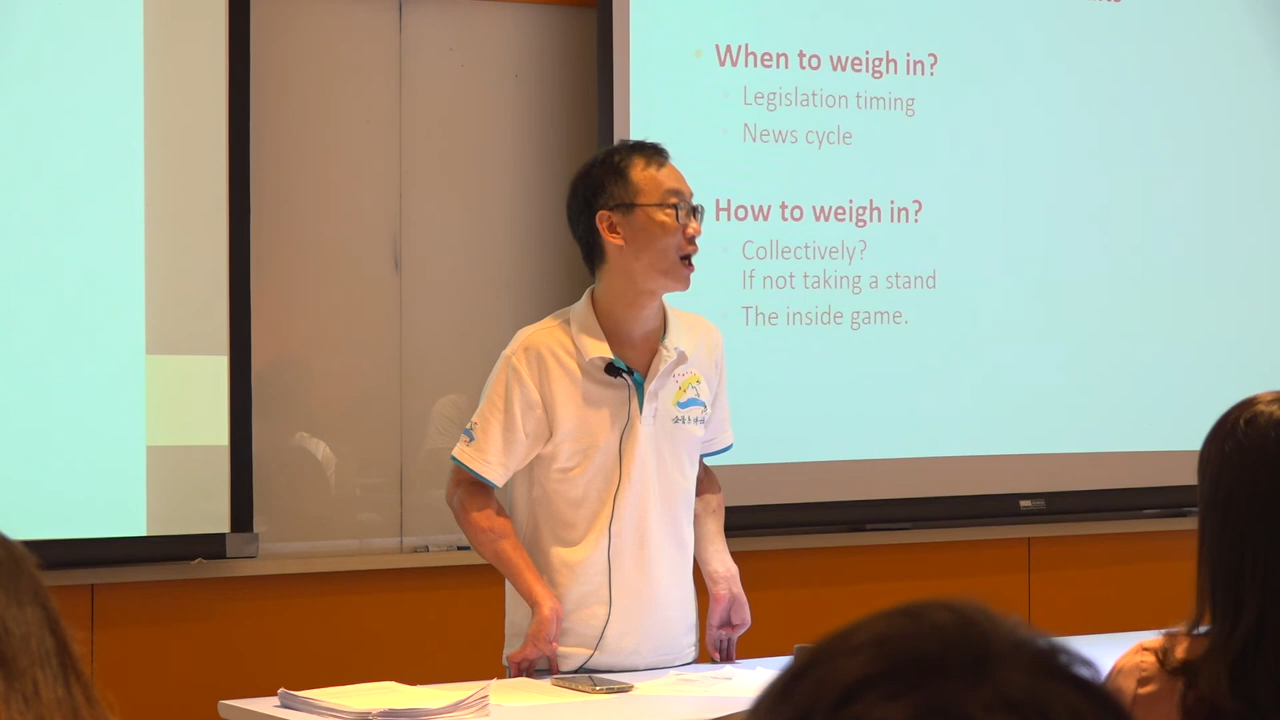 When to weigh in?
Legislation timing
News cycle
How to weigh in?
Collectively?
If not taking a stand
The inside game.